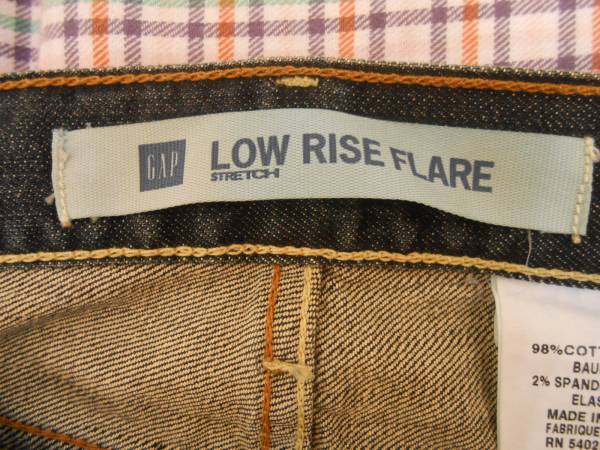 GAP LOW RISE FLARE
STRETCH
98%COTT
BAU
2% SPAND
ELAS
MADE IN
FABRIQUE
RN 5402